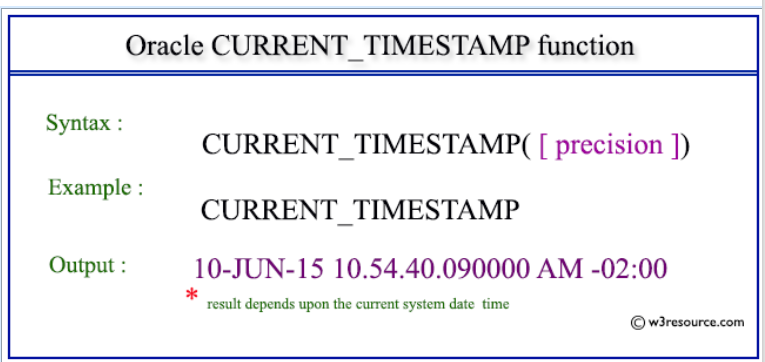 Oracle CURRENT_TIMESTAMP function
Syntax :
CURRENT_TIMESTAMP( [ precision ])
Example :
CURRENT_TIMESTAMP
Output :
10-JUN-15 10.54.40.090000 AM -02:00
* result depends upon the current system date time
© w3resource.com